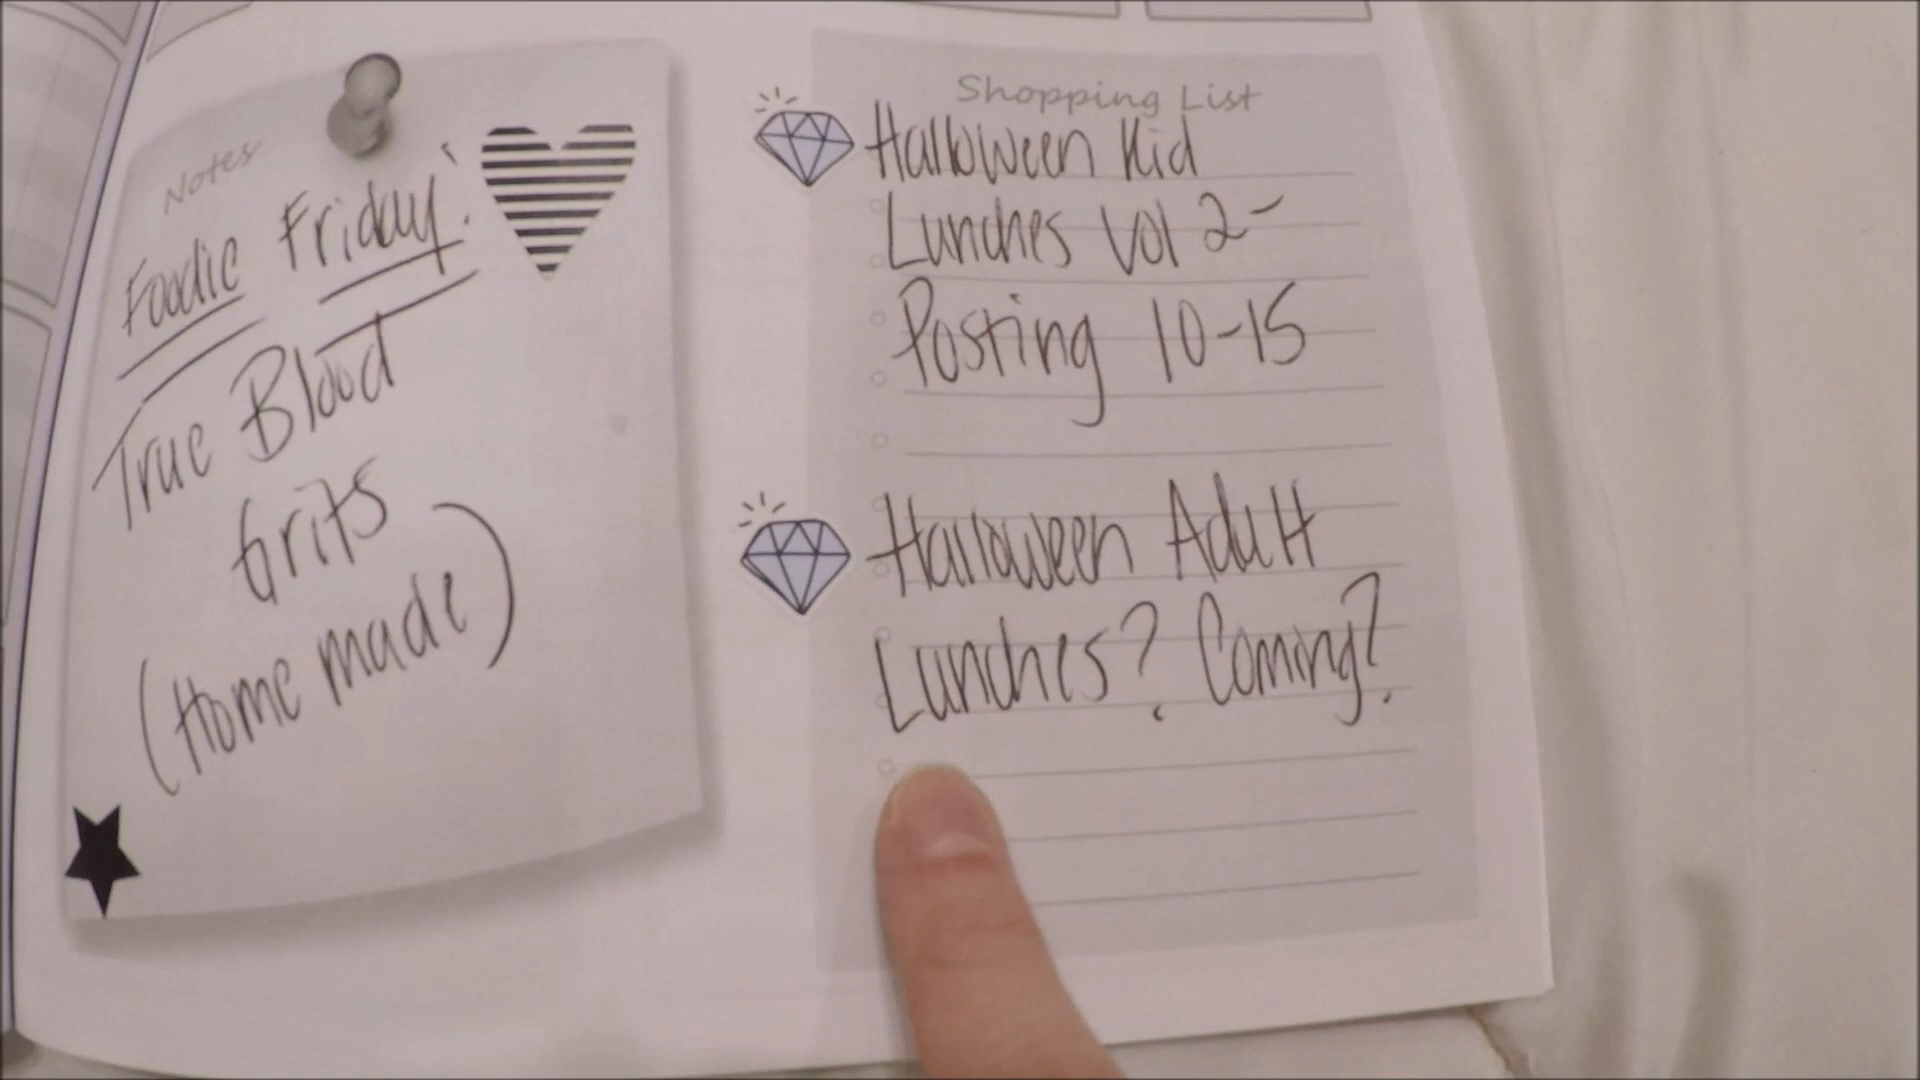 Notes
Foodie Friday:
True Blood
Grits
(Home made)
Shopping List
Halloween Kid
Lunches Vol 2-
Posting 10-15
Halloween Adult
Lunches? Coming?